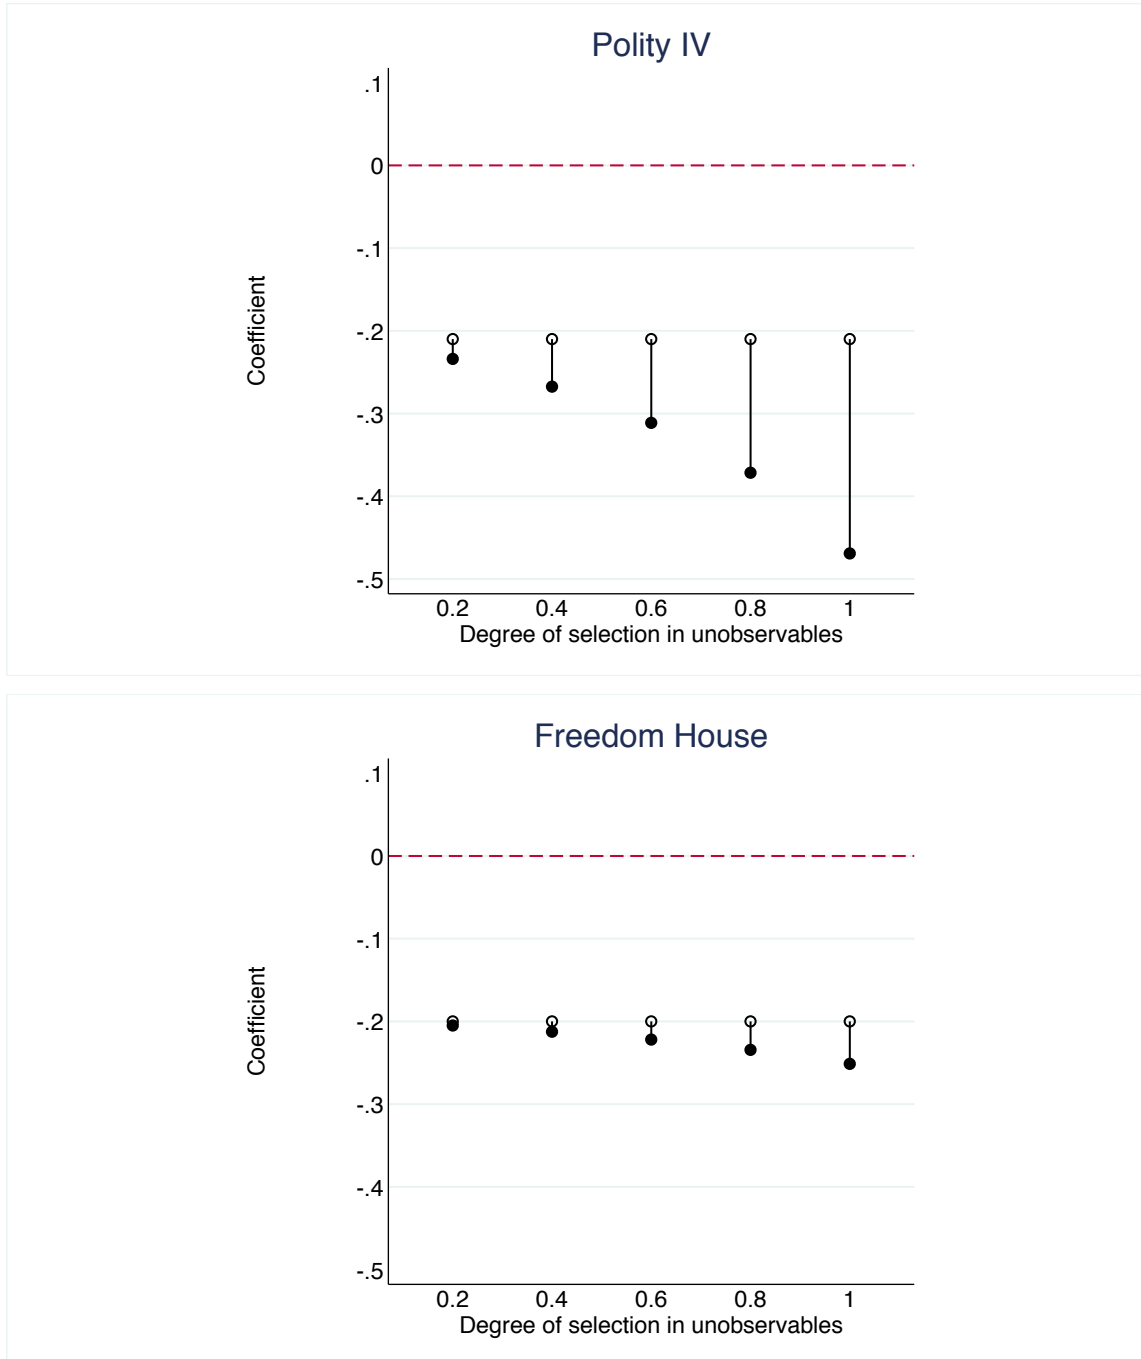 Polity IV
.1
0
-.1
-.2
-.3
-.4
-.5
Coefficient
0.2 0.4 0.6 0.8 1
Degree of selection in unobservables
Freedom House
.1
0
-.1
-.2
-.3
-.4
-.5
Coefficient
0.2 0.4 0.6 0.8 1
Degree of selection in unobservables